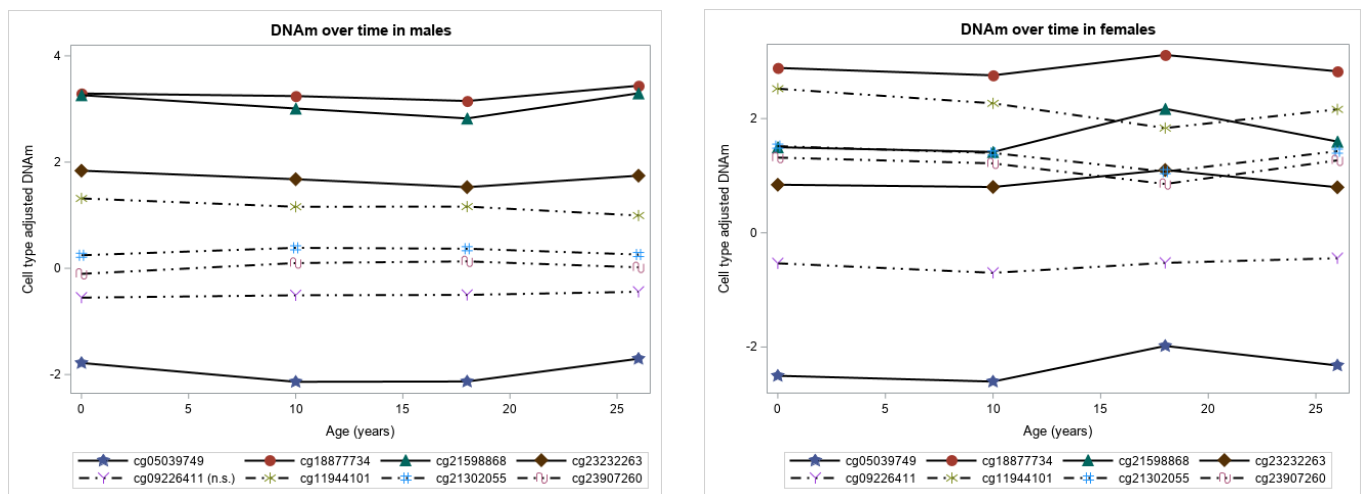 DNAm over time in males
4
2
0
-2
Cell type adjusted DNAm
0 5 10 15 20 25
Age (years)
cg05039749 cg18877734 cg21598868 cg23232263
cg09226411 (n.s.) cg11944101 cg21302055 cg23907260
DNAm over time in females
2
0
-2
Cell type adjusted DNAm
0 5 10 15 20 25
Age (years)
cg05039749 cg18877734 cg21598868 cg23232263
cg09226411 cg11944101 cg21302055 cg23907260